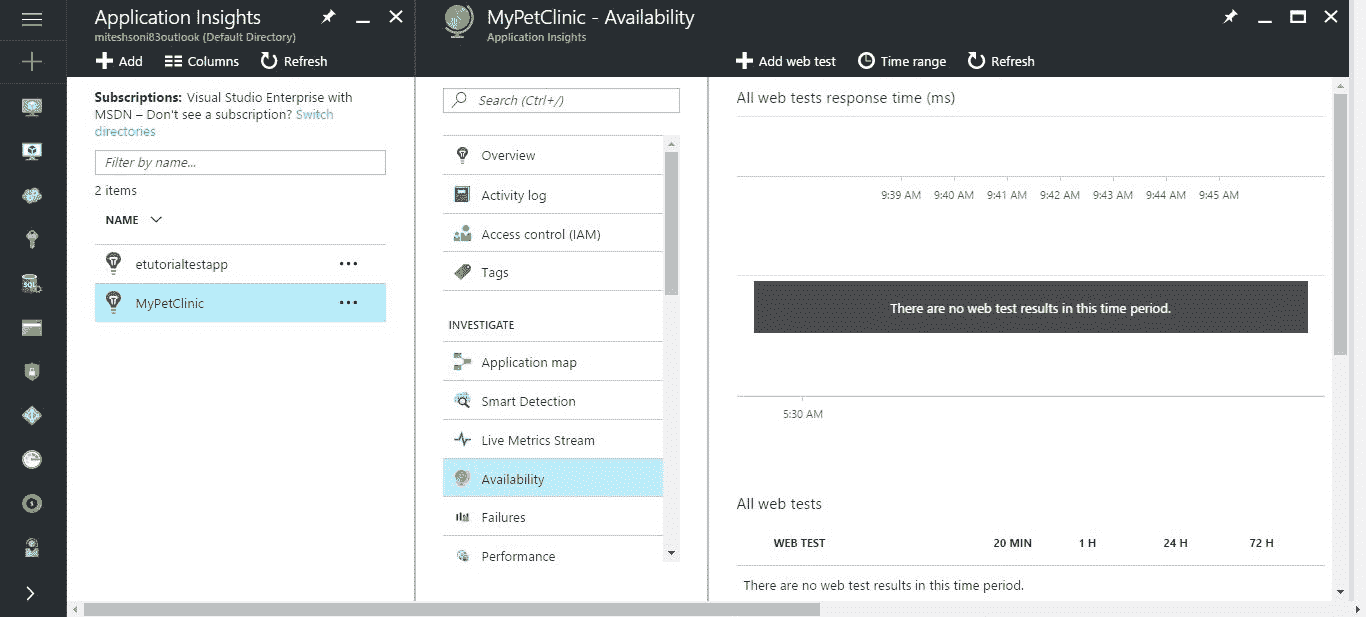 Application Insights
miteshsoni83outlook (Default Directory)
Add Columns Refresh
Subscriptions: Visual Studio Enterprise with
MSDN – Don't see a subscription? Switch
directories
Filter by name...
2 items
NAME
etutorialtestapp
MyPetClinic
MyPetClinic - Availability
Application Insights
Search (Ctrl+/)
Overview
Activity log
Access control (IAM)
Tags
INVESTIGATE
Application map
Smart Detection
Live Metrics Stream
Availability
Failures
Performance
Add web test Time range Refresh
All web tests response time (ms)
9:39 AM 9:40 AM 9:41 AM 9:42 AM 9:43 AM 9:44 AM 9:45 AM
There are no web test results in this time period.
5:30 AM
All web tests
WEB TEST 20 MIN 1 H 24 H 72 H
There are no web test results in this time period.